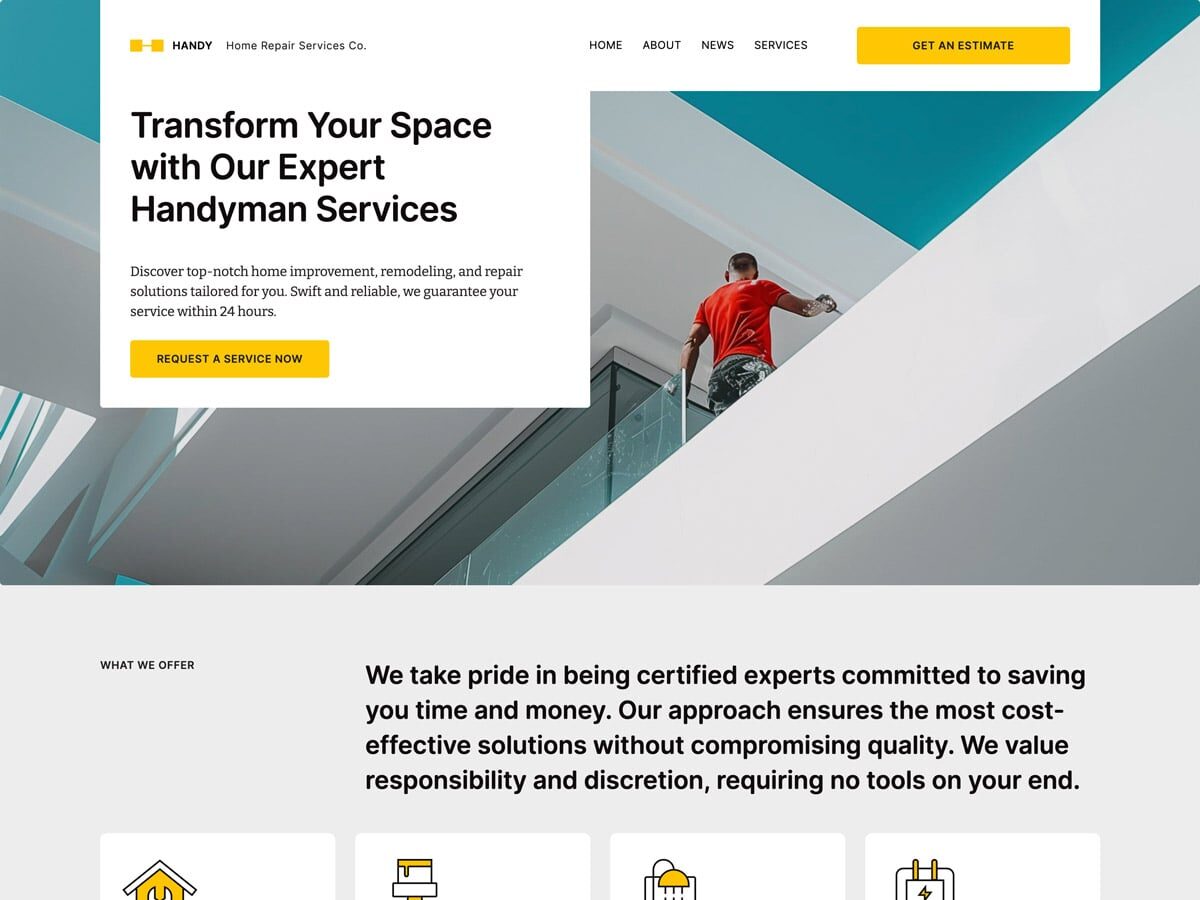 HANDY Home Repair Services Co.
HOME ABOUT NEWS SERVICES
GET AN ESTIMATE
Transform Your Space
with Our Expert
Handyman Services
Discover top-notch home improvement, remodeling, and repair
solutions tailored for you. Swift and reliable, we guarantee your
service within 24 hours.
REQUEST A SERVICE NOW
WHAT WE OFFER
We take pride in being certified experts committed to saving
you time and money. Our approach ensures the most cost-
effective solutions without compromising quality. We value
responsibility and discretion, requiring no tools on your end.